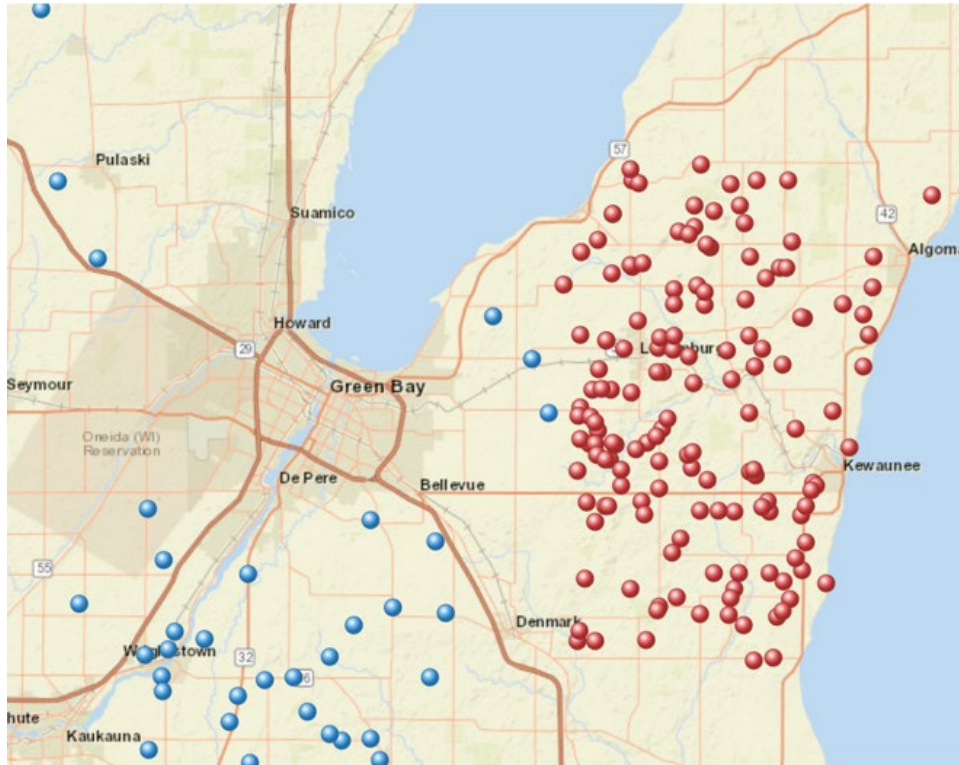 Pulaski
57
Suamico
42
Algoma
Howard
29
Green Bay
Seymour
Oneida (WI)
Reservation
Kewaunee
De Pere
Bellevue
55
Denmark
32
Kaukauna